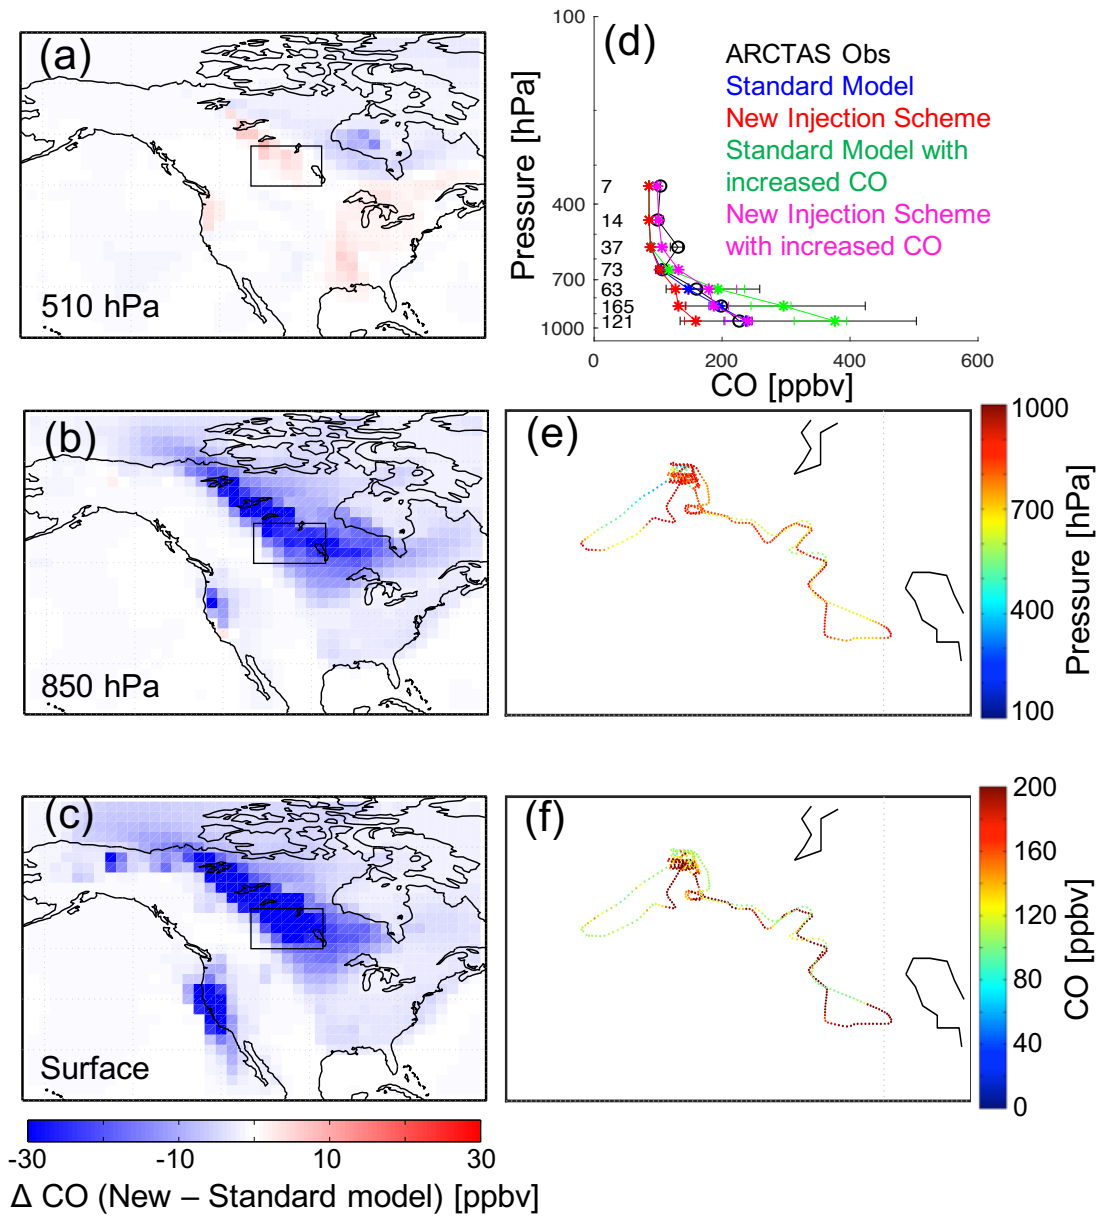 (a)
510 hPa
(b)
850 hPa
(c)
Surface
-30
-10
10
30
Δ CO (New – Standard model) [ppbv]
(d)
ARCTAS Obs
Standard Model
New Injection Scheme
Standard Model with
increased CO
New Injection Scheme
with increased CO
Pressure [hPa]
100
400
700
1000
7
14
37
73
63
165
121
0
200
400
600
CO [ppbv]
(e)
1000
700
400
100
Pressure [hPa]
(f)
200
160
120
80
40
0
CO [ppbv]